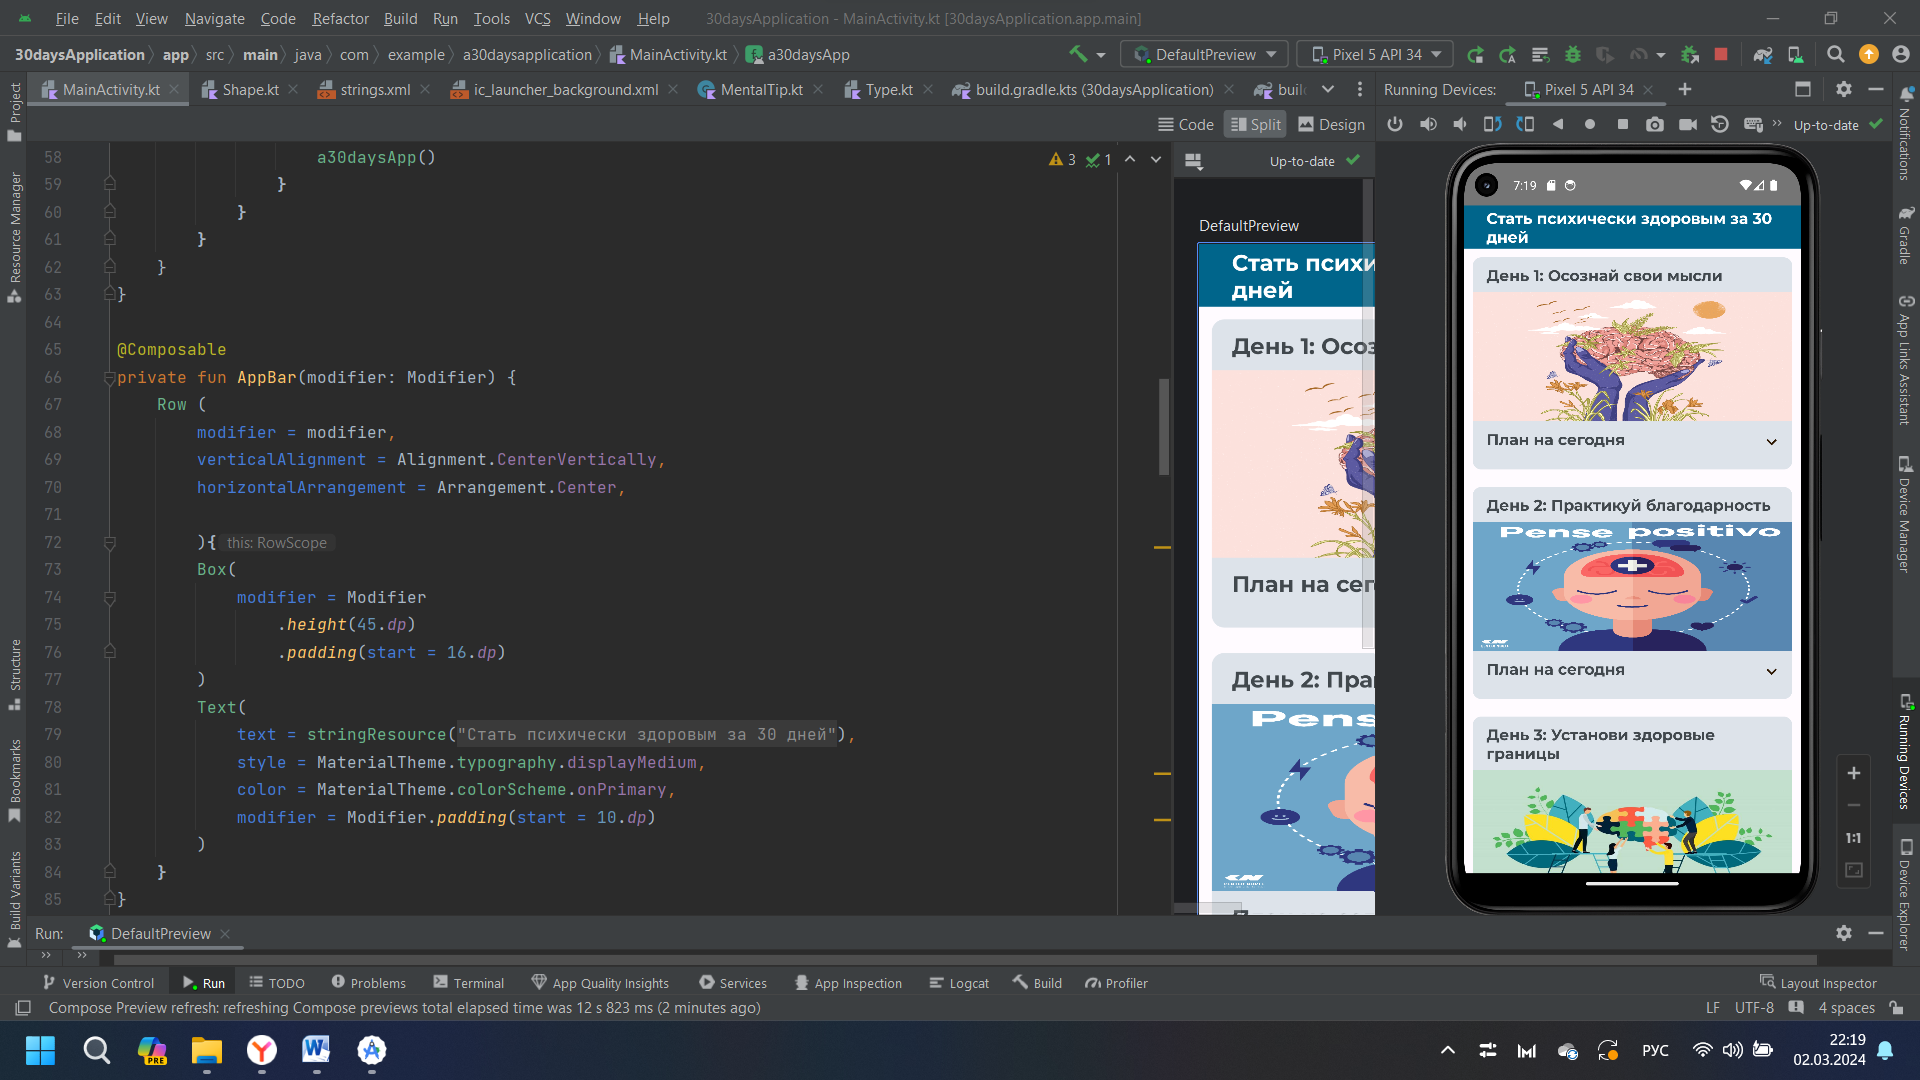 File Edit View Navigate Code Refactor Build Run Tools VCS Window Help 30daysApplication - MainActivity.kt [30daysApplication.app.main]
30daysApplication app src main java com example a30daysapplication MainActivity.kt a30daysApp DefaultPreview Pixel 5 API 34
MainActivity.kt Shape.kt strings.xml ic_launcher_background.xml MentalTip.kt Type.kt build.gradle.kts (30daysApplication) buil Running Devices: Pixel 5 API 34
Code Split Design Up-to-date
58 a30daysApp()
3 1
59 }
60 }
61 }
62 }
63 }
64
65 @Composable
66 private fun AppBar(modifier: Modifier) {
67 Row (
68 modifier = modifier,
69 verticalAlignment = Alignment.CenterVertically,
70 horizontalArrangement = Arrangement.Center,
71
72 ){ this: RowScope
73 Box(
74 modifier = Modifier
75 .height(45.dp)
76 .padding(start = 16.dp)
77 )
78 Text(
79 text = stringResource("Стать психически здоровым за 30 дней"),
80 style = MaterialTheme.typography.displayMedium,
81 color = MaterialTheme.colorScheme.onPrimary,
82 modifier = Modifier.padding(start = 10.dp)
83 )
84 }
85 }
Up-to-date
DefaultPreview
Стать психи
дней
День 1: Осоз
План на сег
День 2: Пра
Pense
7:19
Стать психически здоровым за 30
дней
День 1: Осознай свои мысли
План на сегодня
День 2: Практикуй благодарность
Pense positivo
План на сегодня
День 3: Установи здоровые
границы
1:1
Project
Resource Manager
Structure
Bookmarks
Build Variants
Notifications
Gradle
App Links Assistant
Device Manager
Running Devices
Device Explorer
Run: DefaultPreview
Version Control Run TODO Problems Terminal App Quality Insights Services App Inspection Logcat Build Profiler Layout Inspector
Compose Preview refresh: refreshing Compose previews total elapsed time was 12 s 823 ms (2 minutes ago) LF UTF-8 4 spaces
PRE
РУС
22:19
02.03.2024